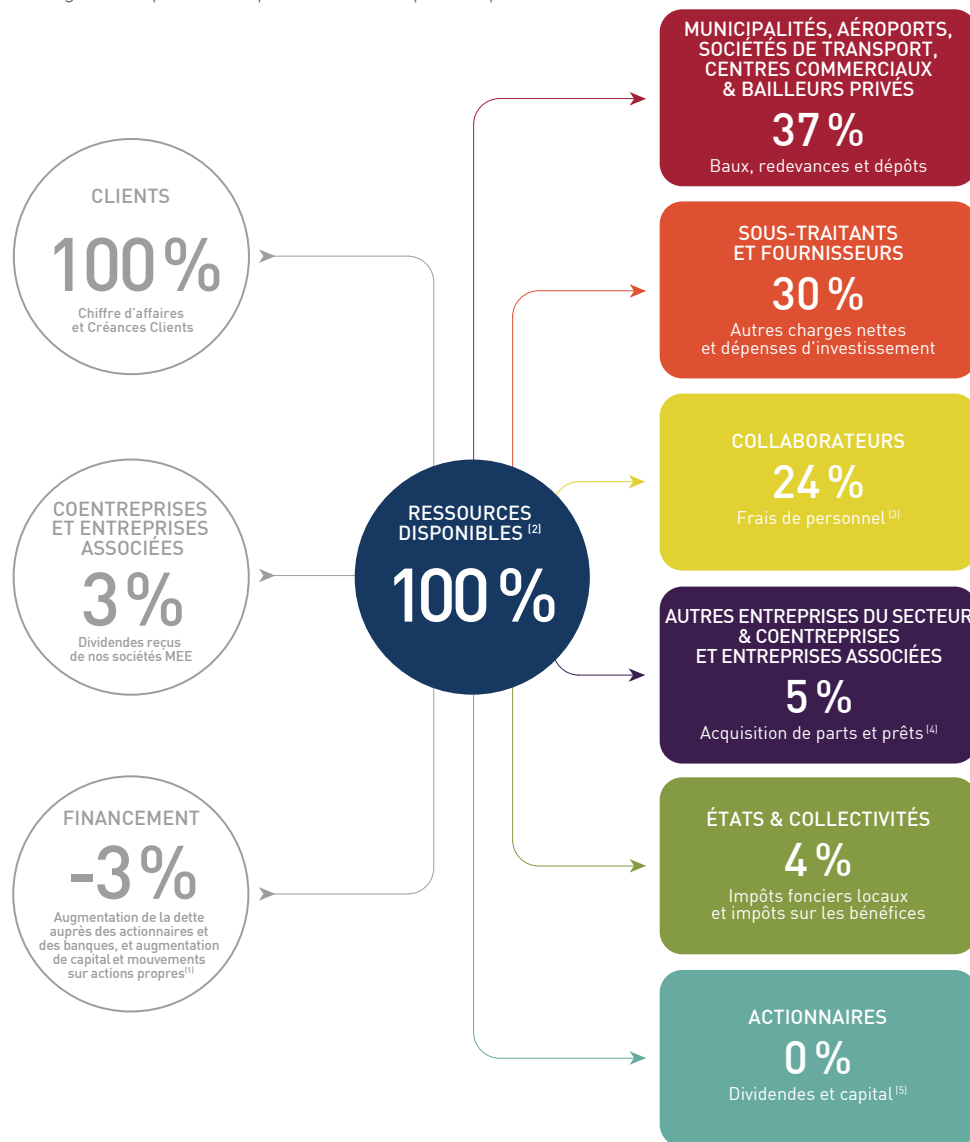 CLIENTS
100 %
Chiffre d'affaires
et Créances Clients
COENTREPRISES
ET ENTREPRISES
ASSOCIÉES
3 %
Dividendes reçus
de nos sociétés MEE
FINANCEMENT
-3 %
Augmentation de la dette
auprès des actionnaires et
des banques, et augmentation
de capital et mouvements
sur actions propres (1)
RESSOURCES
DISPONIBLES (2)
100 %
MUNICIPALITÉS, AÉROPORTS,
SOCIÉTÉS DE TRANSPORT,
CENTRES COMMERCIAUX
& BAILLEURS PRIVÉS
37 %
Baux, redevances et dépôts
SOUS-TRAITANTS
ET FOURNISSEURS
30 %
Autres charges nettes
et dépenses d'investissement
COLLABORATEURS
24 %
Frais de personnel (3)
AUTRES ENTREPRISES DU SECTEUR
& COENTREPRISES
ET ENTREPRISES ASSOCIÉES
5 %
Acquisition de parts et prêts (4)
ÉTATS & COLLECTIVITÉS
4 %
Impôts fonciers locaux
et impôts sur les bénéfices
ACTIONNAIRES
0 %
Dividendes et capital (5)